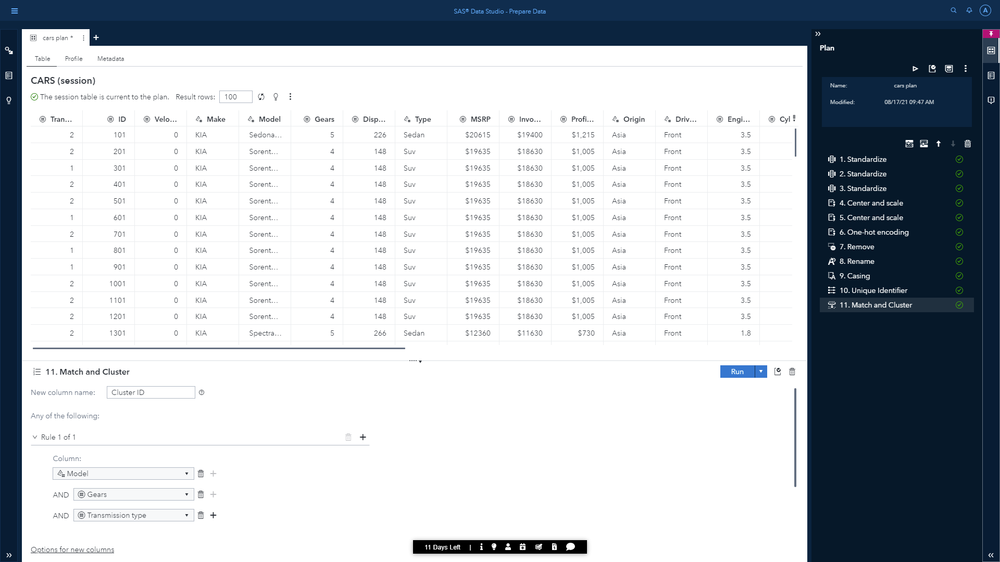 SAS® Data Studio - Prepare Data
A
cars plan *
Table Profile Metadata
CARS (session)
The session table is current to the plan. Result rows: 100
Tran... ID Velo... Make Model Gears Disp... Type MSRP Invo... Profi... Origin Driv... Engi... Cyl
2 101 0 KIA Sedona... 5 226 Sedan $20615 $19400 $1,215 Asia Front 3.5
2 201 0 KIA Sorent... 4 148 Suv $19635 $18630 $1,005 Asia Front 3.5
1 301 0 KIA Sorent... 4 148 Suv $19635 $18630 $1,005 Asia Front 3.5
2 401 0 KIA Sorent... 4 148 Suv $19635 $18630 $1,005 Asia Front 3.5
2 501 0 KIA Sorent... 4 148 Suv $19635 $18630 $1,005 Asia Front 3.5
1 601 0 KIA Sorent... 4 148 Suv $19635 $18630 $1,005 Asia Front 3.5
2 701 0 KIA Sorent... 4 148 Suv $19635 $18630 $1,005 Asia Front 3.5
1 801 0 KIA Sorent... 4 148 Suv $19635 $18630 $1,005 Asia Front 3.5
1 901 0 KIA Sorent... 4 148 Suv $19635 $18630 $1,005 Asia Front 3.5
2 1001 0 KIA Sorent... 4 148 Suv $19635 $18630 $1,005 Asia Front 3.5
2 1101 0 KIA Sorent... 4 148 Suv $19635 $18630 $1,005 Asia Front 3.5
2 1201 0 KIA Sorent... 4 148 Suv $19635 $18630 $1,005 Asia Front 3.5
2 1301 0 KIA Spectra... 5 266 Sedan $12360 $11630 $730 Asia Front 1.8
11. Match and Cluster
Run
New column name: Cluster ID
Any of the following:
Rule 1 of 1
Column:
Model
AND Gears
AND Transmission type
Options for new columns
11 Days Left |
Plan
Name: cars plan
Modified: 08/17/21 09:47 AM
1. Standardize
2. Standardize
3. Standardize
4. Center and scale
5. Center and scale
6. One-hot encoding
7. Remove
8. Rename
9. Casing
10. Unique Identifier
11. Match and Cluster